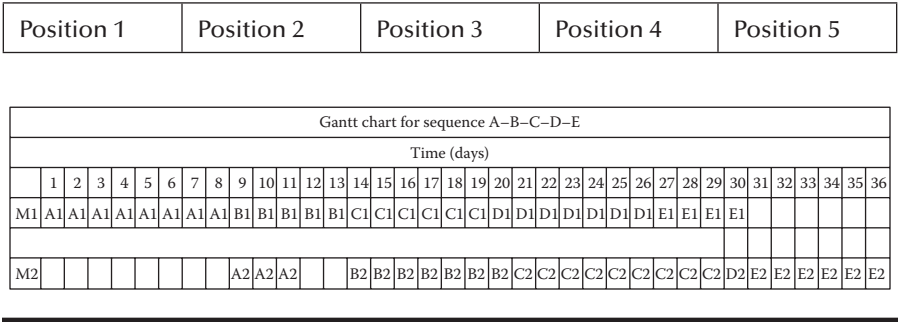 Position 1 Position 2 Position 3 Position 4 Position 5
Gantt chart for sequence A–B–C–D–E
Time (days)
1 2 3 4 5 6 7 8 9 10 11 12 13 14 15 16 17 18 19 20 21 22 23 24 25 26 27 28 29 30 31 32 33 34 35 36
M1 A1 A1 A1 A1 A1 A1 A1 A1 B1 B1 B1 B1 B1 C1 C1 C1 C1 C1 C1 D1 D1 D1 D1 D1 D1 D1 E1 E1 E1 E1
M2 A2 A2 A2 B2 B2 B2 B2 B2 B2 B2 C2 C2 C2 C2 C2 C2 C2 C2 C2 D2 E2 E2 E2 E2 E2 E2